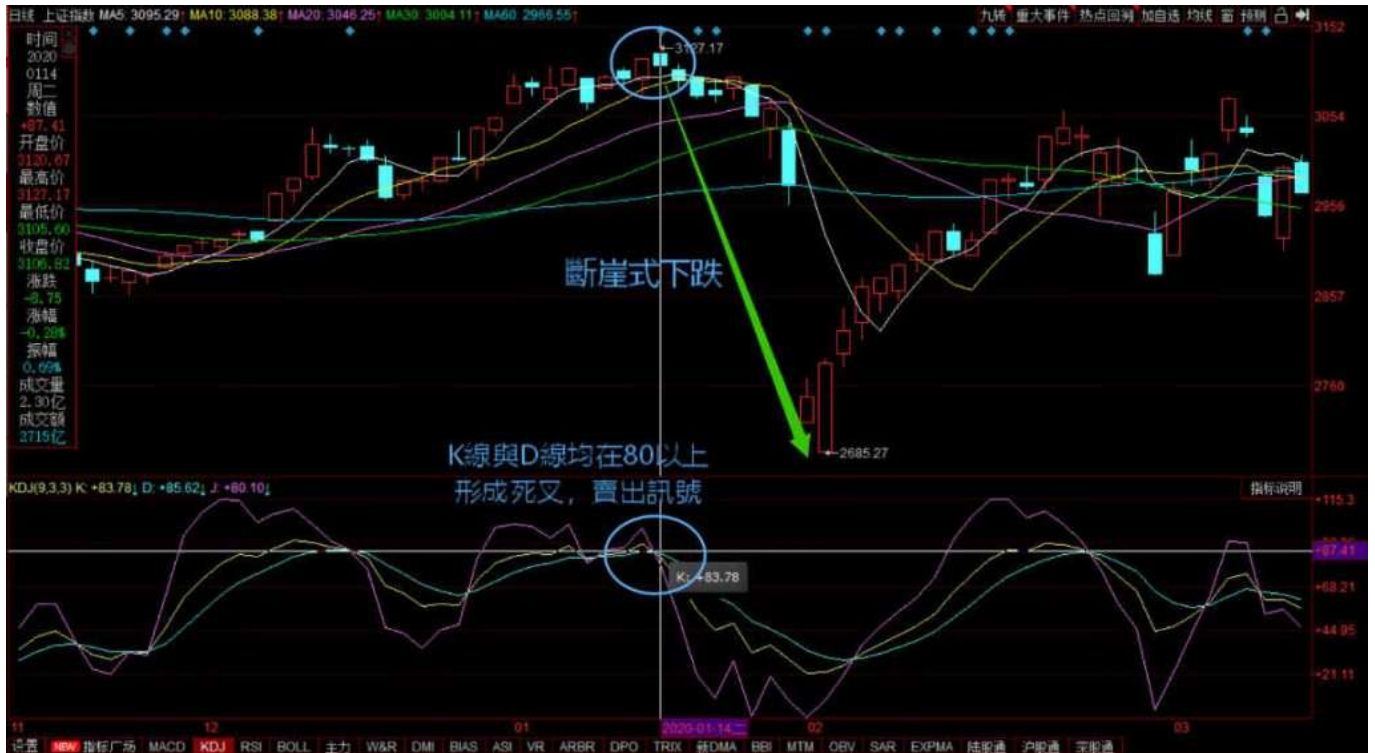 日线 上证指数 MA5: 3095.29↑ MA10: 3088.38↑ MA20: 3046.25↑ MA30: 3004.11↑ MA60: 2966.55↑
九转 重大事件 热点回溯 加自选 均线 窗 预测
时间
2020
0114
周二
数值
+87.41
开盘价
3120.67
最高价
3127.17
最低价
3105.60
收盘价
3106.82
涨跌
-8.75
涨幅
-0.28%
振幅
0.69%
成交量
2.30亿
成交额
2715亿
3127.17
3152
3054
2956
2857
2760
斷崖式下跌
2685.27
K線與D線均在80以上
形成死叉，賣出訊號
KDJ(9,3,3) K: +83.78↓ D: +85.62↓ J: +80.10↓
指标说明
+115.3
+87.41
K: +83.78
+68.21
+44.95
+21.11
11 12 01 2020-01-14,二 02 03
设置 NEW 指标广场 MACD KDJ RSI BOLL 主力 W&R DMI BIAS ASI VR ARBR DPO TRIX 新DMA BBI MTM OBV SAR EXPMA 陆股通 沪股通 深股通